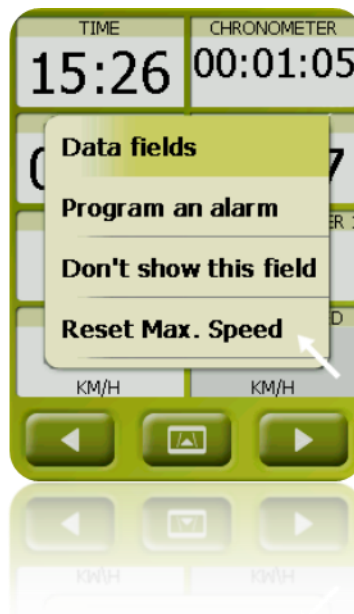 TIME
CHRONOMETER
15:26
00:01:05
Data fields
Program an alarm
Don't show this field
Reset Max. Speed
KM/H
KM/H